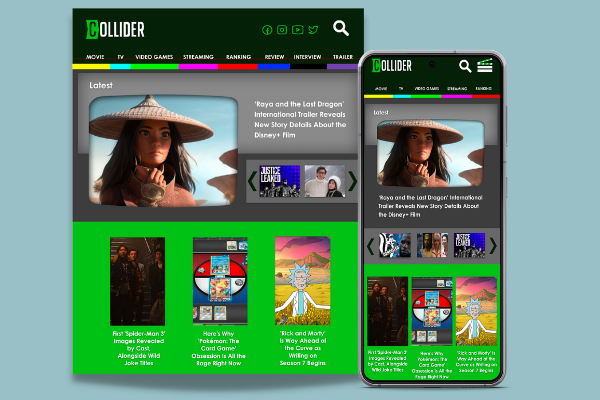 COLLIDER
MOVIE TV VIDEO GAMES STREAMING RANKING REVIEW INTERVIEW TRAILER
Latest
'Raya and the Last Dragon'
International Trailer Reveals
New Story Details About the
Disney+ Film
JUSTICE
LEAKED
First 'Spider-Man 3'
Images Revealed
by Cast,
Alongside Wild
Joke Titles
Here's Why
'Pokémon: The
Card Game'
Obsession is All the
Rage Right Now
'Rick and Morty'
Is Way Ahead of
the Curve as
Writing on
Season 7 Begins
COLLIDER
MOVIE TV VIDEO GAMES STREAMING RANKING
Latest
'Raya and the Last Dragon' International
Trailer Reveals New Story Details About
the Disney+ Film
JUSTICE
LEAKED
First 'Spider-Man 3'
Images Revealed
by Cast,
Alongside Wild
Joke Titles
Here's Why
'Pokémon: The
Card Game'
Obsession is All the
Rage Right Now
'Rick and Morty'
Is Way Ahead of
the Curve as
Writing on
Season 7 Begins